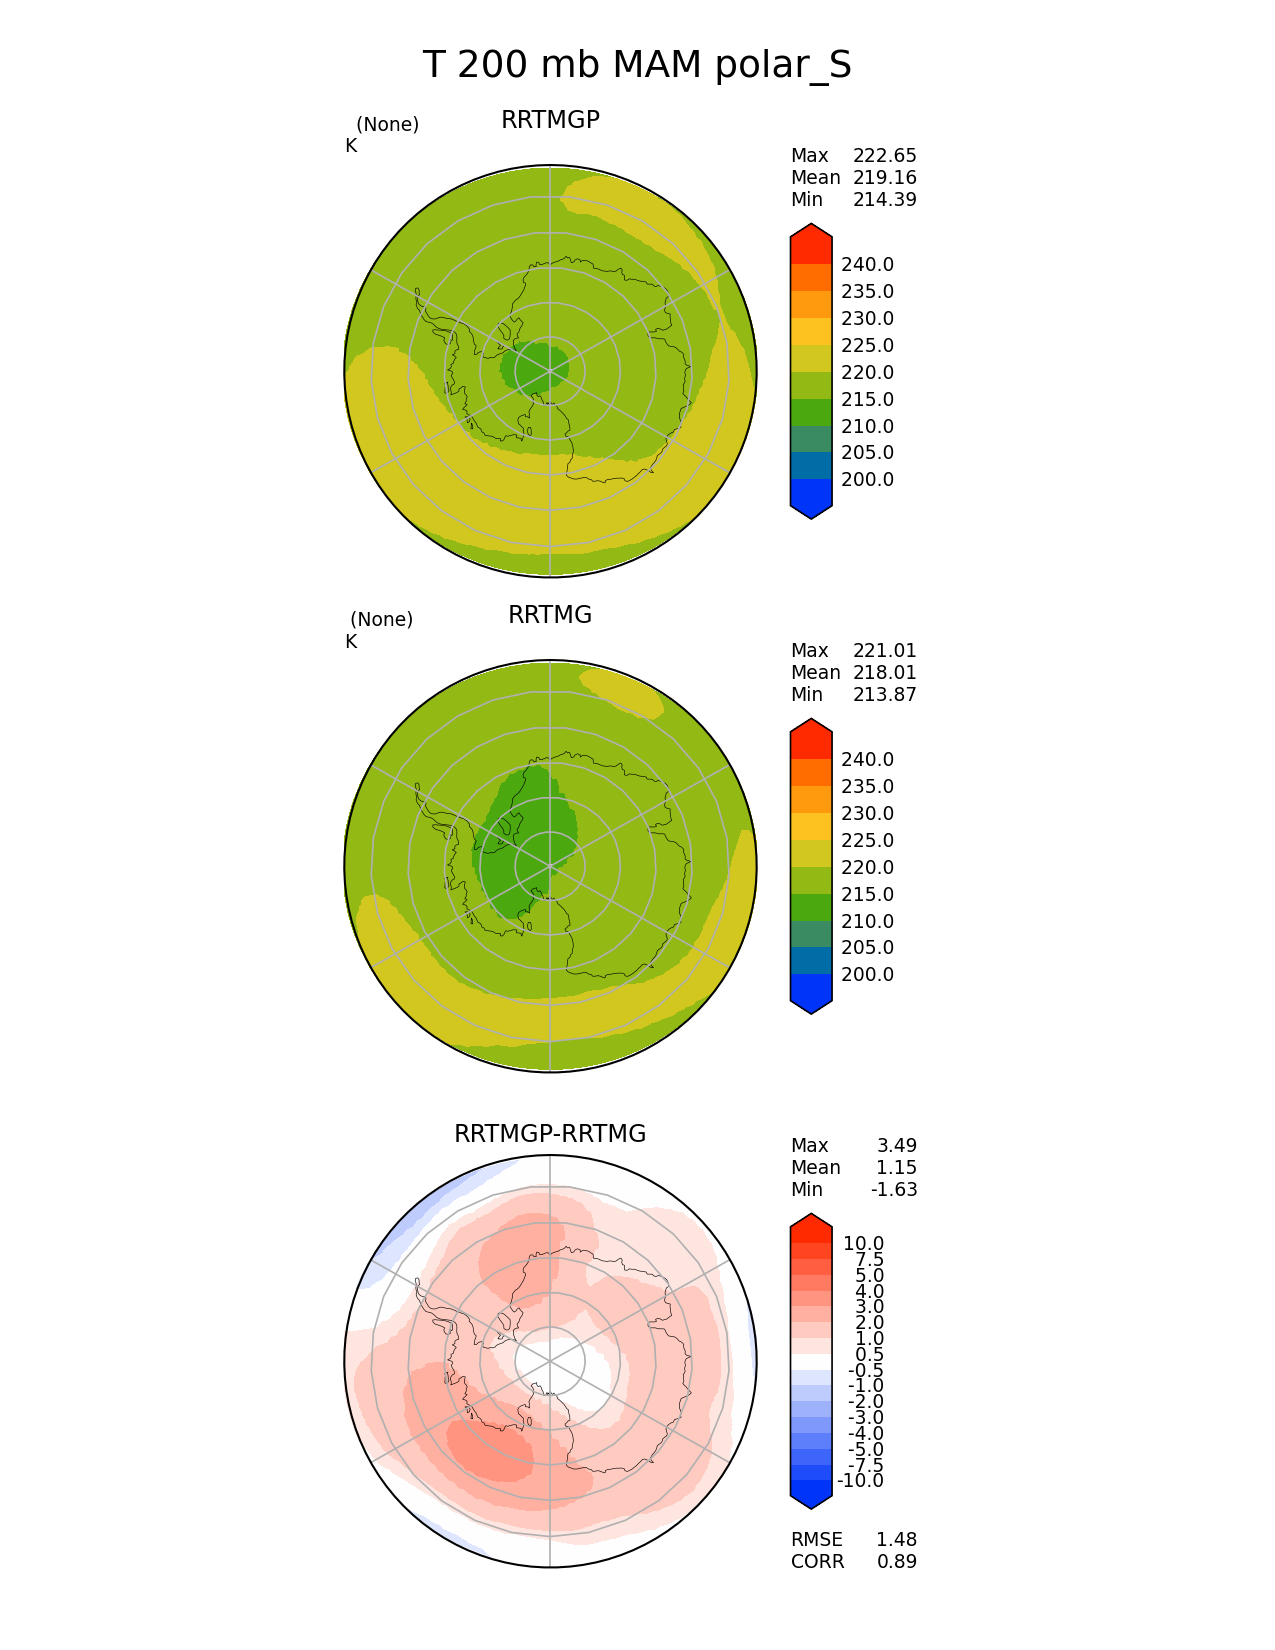 T 200 mb MAM polar_S
(None)
RRTMGP
K
Max 222.65
Mean 219.16
Min 214.39
240.0
235.0
230.0
225.0
220.0
215.0
210.0
205.0
200.0
(None)
RRTMG
K
Max 221.01
Mean 218.01
Min 213.87
240.0
235.0
230.0
225.0
220.0
215.0
210.0
205.0
200.0
RRTMGP-RRTMG
Max 3.49
Mean 1.15
Min -1.63
10.0
7.5
5.0
4.0
3.0
2.0
1.0
0.5
-0.5
-1.0
-2.0
-3.0
-4.0
-5.0
-7.5
-10.0
RMSE 1.48
CORR 0.89